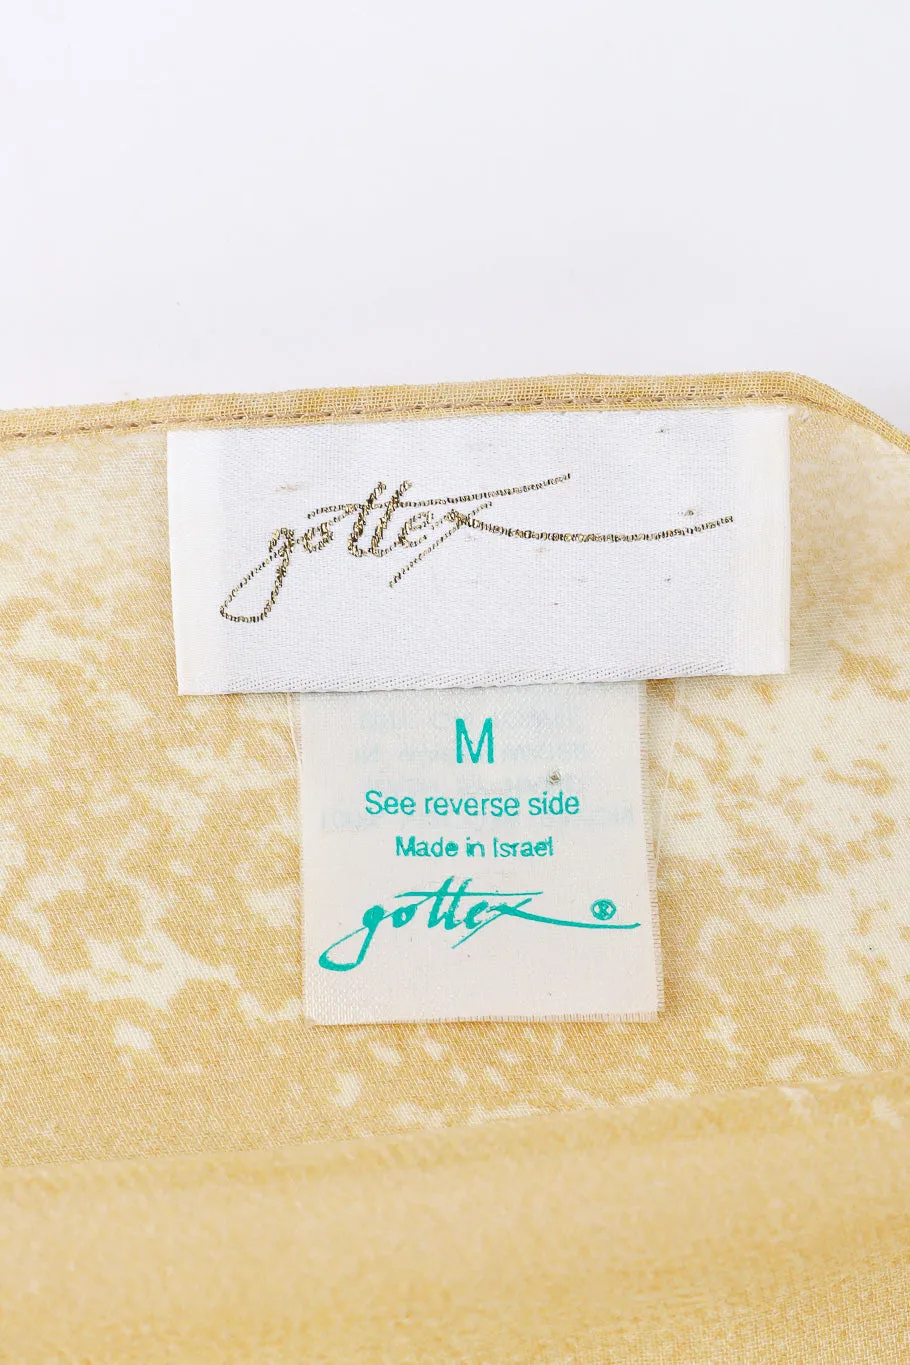 gottex
M
See reverse side
Made in Israel
gottex ®